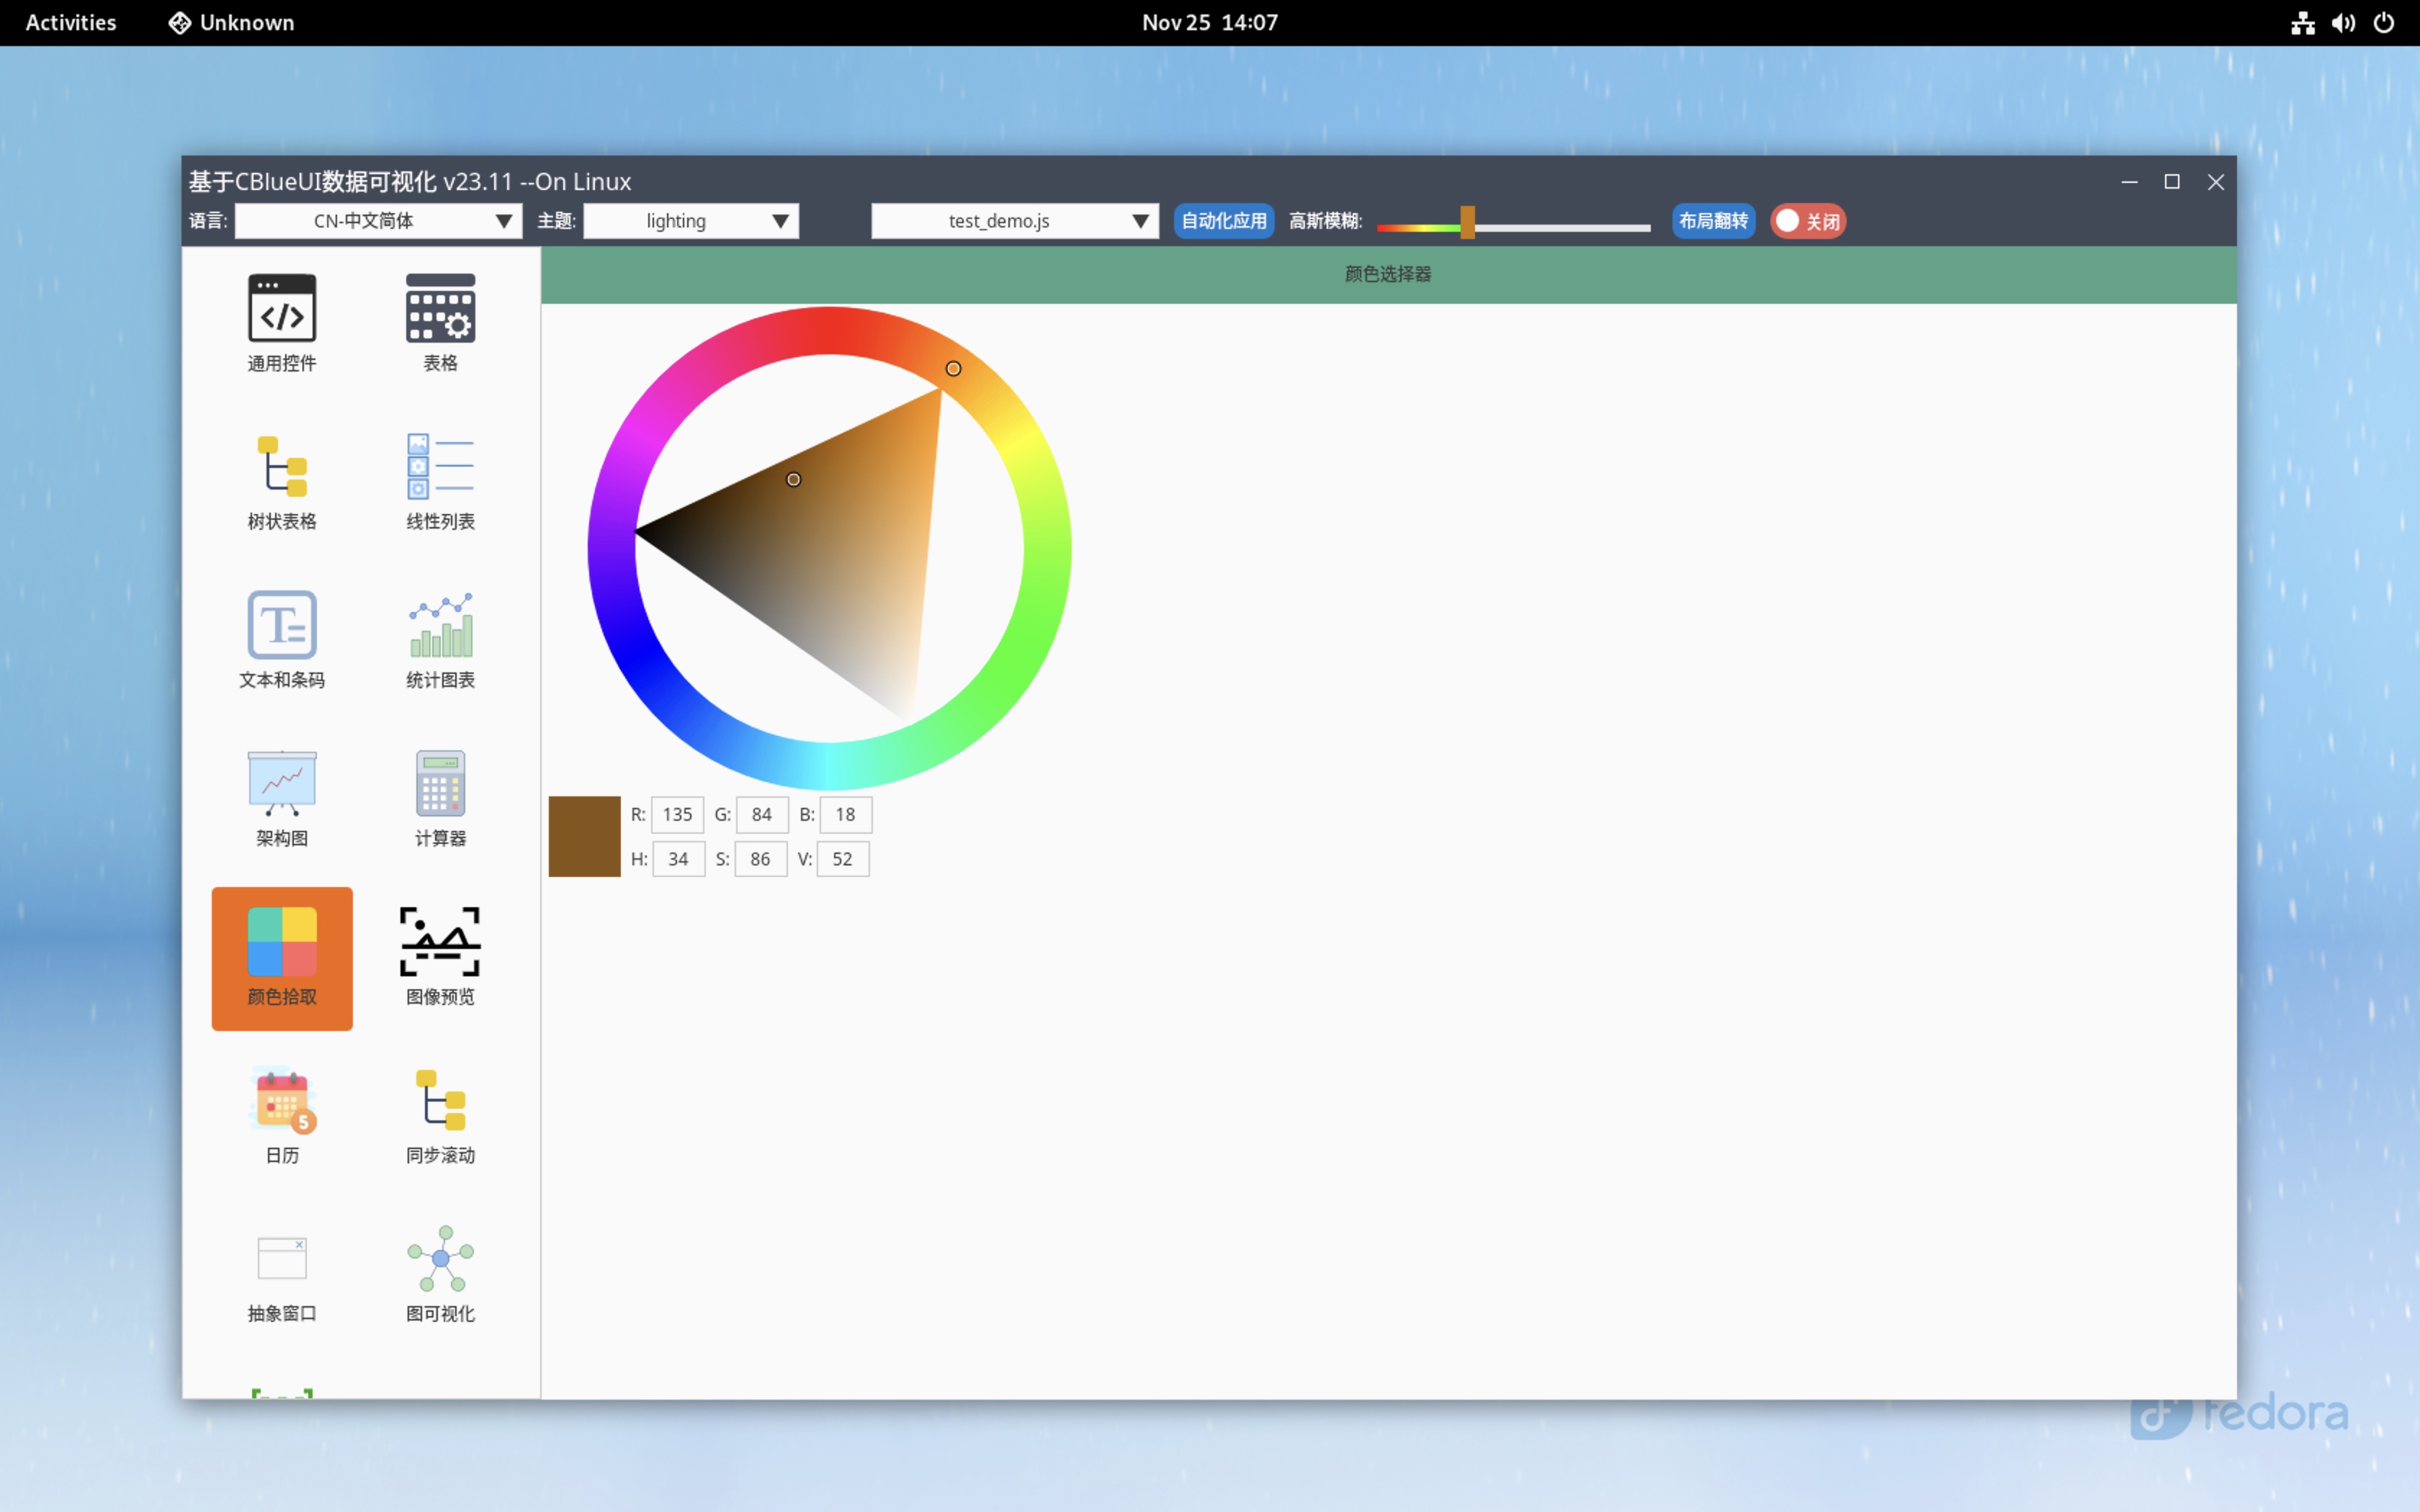 Activities Unknown Nov 25 14:07
基于CBlueUI数据可视化 v23.11 --On Linux
语言: CN-中文简体 主题: lighting test_demo.js 自动化应用 高斯模糊: 布局翻转 关闭
颜色选择器
通用控件 表格
树状表格 线性列表
文本和条码 统计图表
架构图 计算器
R: 135 G: 84 B: 18
H: 34 S: 86 V: 52
颜色拾取 图像预览
5
日历 同步滚动
抽象窗口 图可视化
fedora